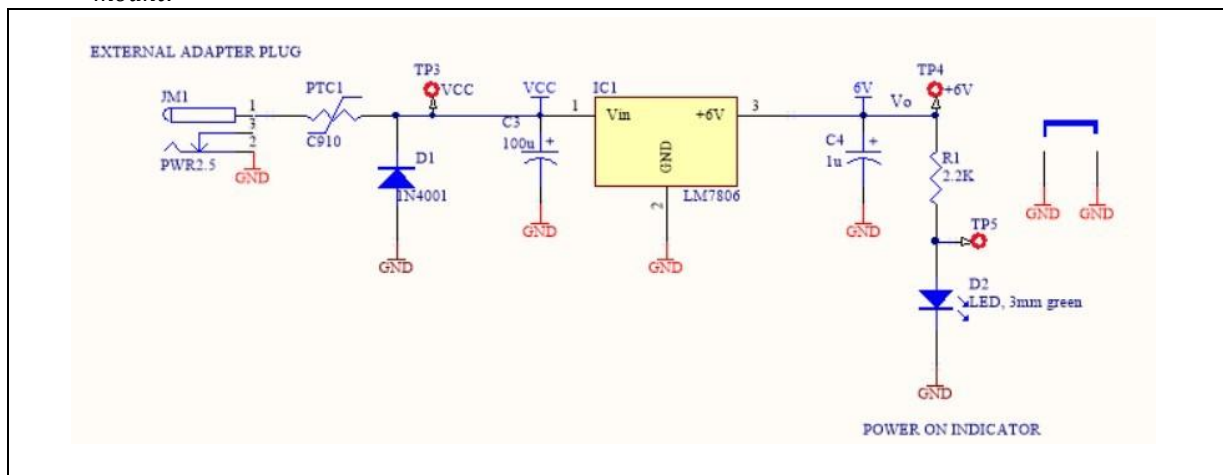 EXTERNAL ADAPTER PLUG
JM1
1
3
2
PWR2.5
GND
PTC1
C910
TP3
VCC
D1
1N4001
GND
VCC
C3
100u
+
GND
IC1
1
Vin
+6V
3
GND
2
LM7806
GND
6V
Vo
TP4
+6V
C4
1u
+
GND
R1
2.2K
TP5
D2
LED, 3mm green
GND
GND
GND
POWER ON INDICATOR